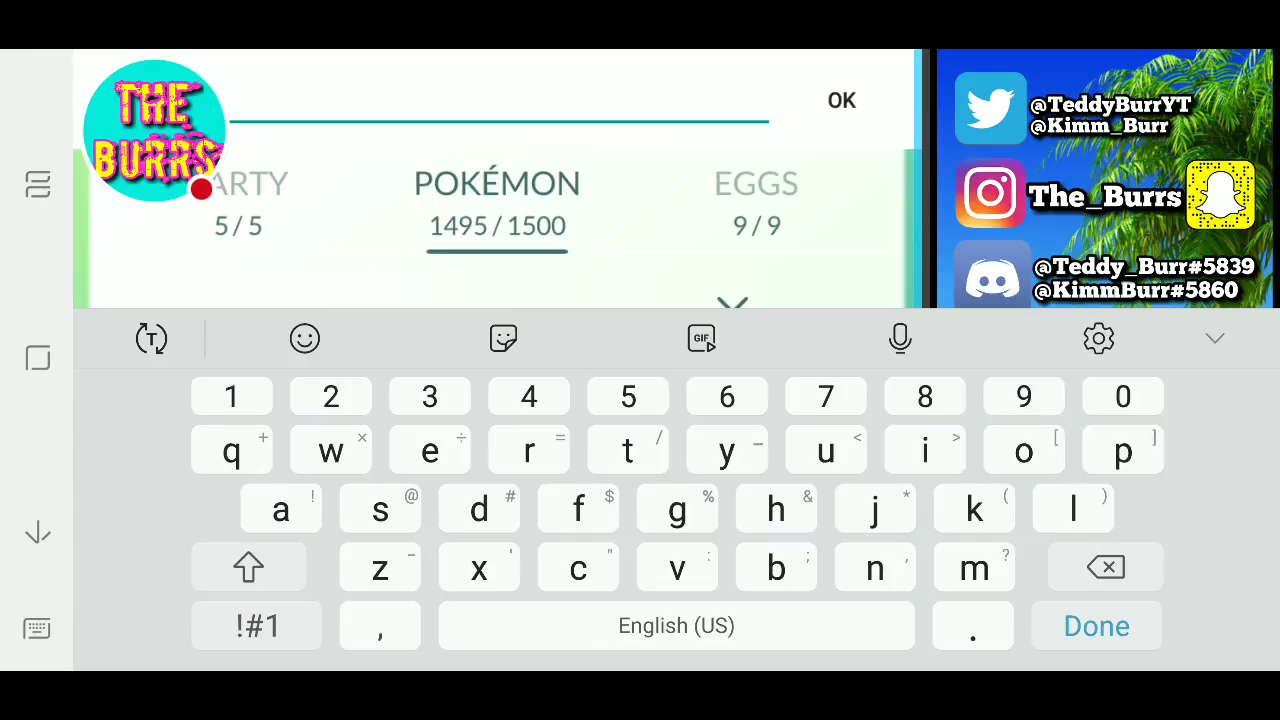 THE
BURRS
OK
ARTY
POKÉMON
EGGS
5/5
1495/1500
9/9
@TeddyBurrYT
@Kimm_Burr
The_Burrs
@Teddy_Burr#5839
@KimmBurr#5860
T
GIF
1 2 3 4 5 6 7 8 9 0
q + w × e ÷ r = t / y _ u < i > o [ p ]
a ! s @ d # f $ g % h & j * k ( l )
z - x ' c " v : b ; n , m ?
!#1 , English (US) . Done